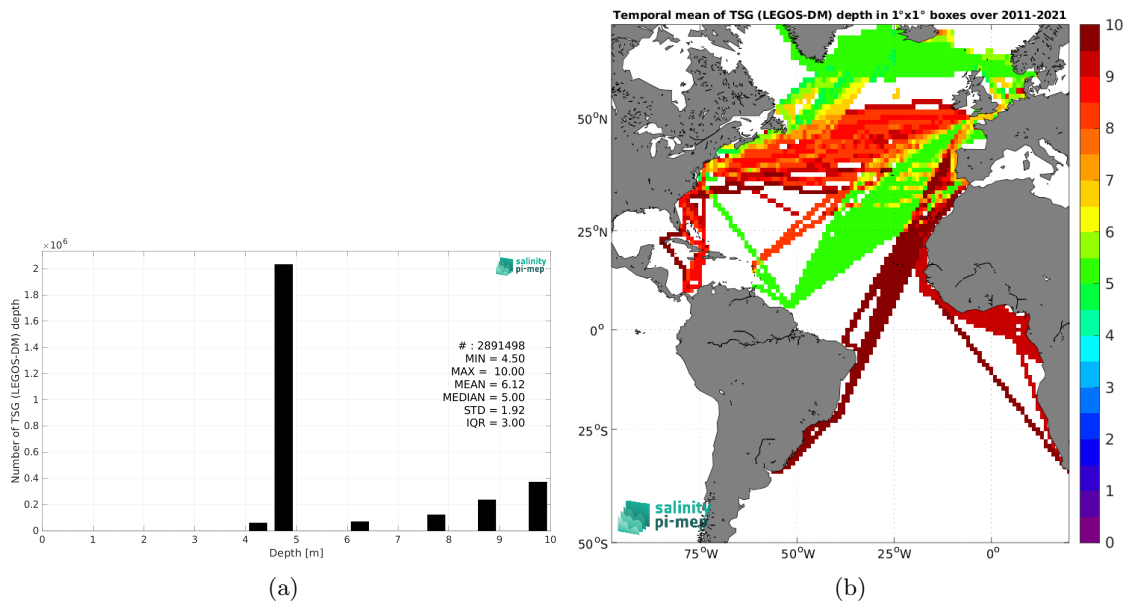 ×10⁶
2
1.8
1.6
1.4
1.2
1
0.8
0.6
0.4
0.2
0
Number of TSG (LEGOS-DM) depth
salinity
pi-mep
# : 2891498
MIN = 4.50
MAX = 10.00
MEAN = 6.12
MEDIAN = 5.00
STD = 1.92
IQR = 3.00
0 1 2 3 4 5 6 7 8 9 10
Depth [m]
(a)
Temporal mean of TSG (LEGOS-DM) depth in 1°x1° boxes over 2011-2021
50°N
25°N
0°
25°S
50°S
75°W 50°W 25°W 0°
salinity
pi-mep
10
9
8
7
6
5
4
3
2
1
0
(b)